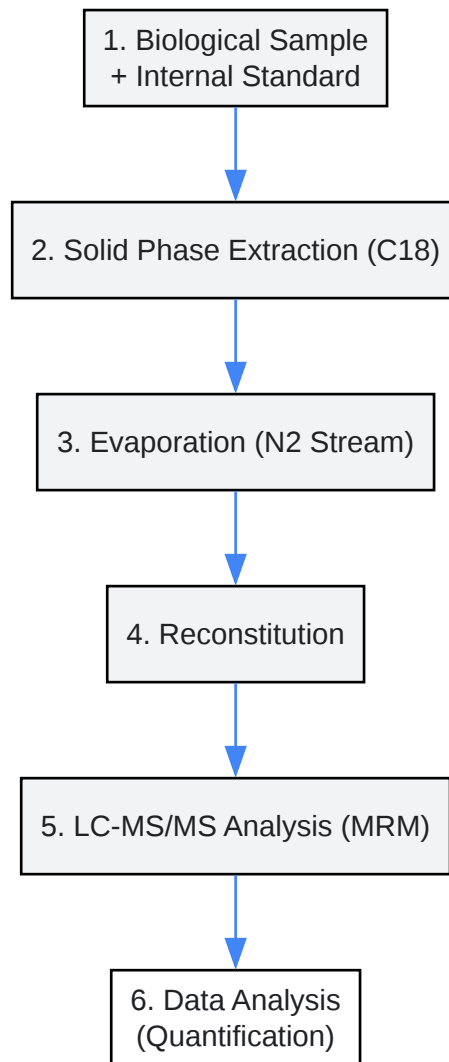 1. Biological Sample
+ Internal Standard
2. Solid Phase Extraction (C18)
3. Evaporation (N2 Stream)
4. Reconstitution
5. LC-MS/MS Analysis (MRM)
6. Data Analysis
(Quantification)